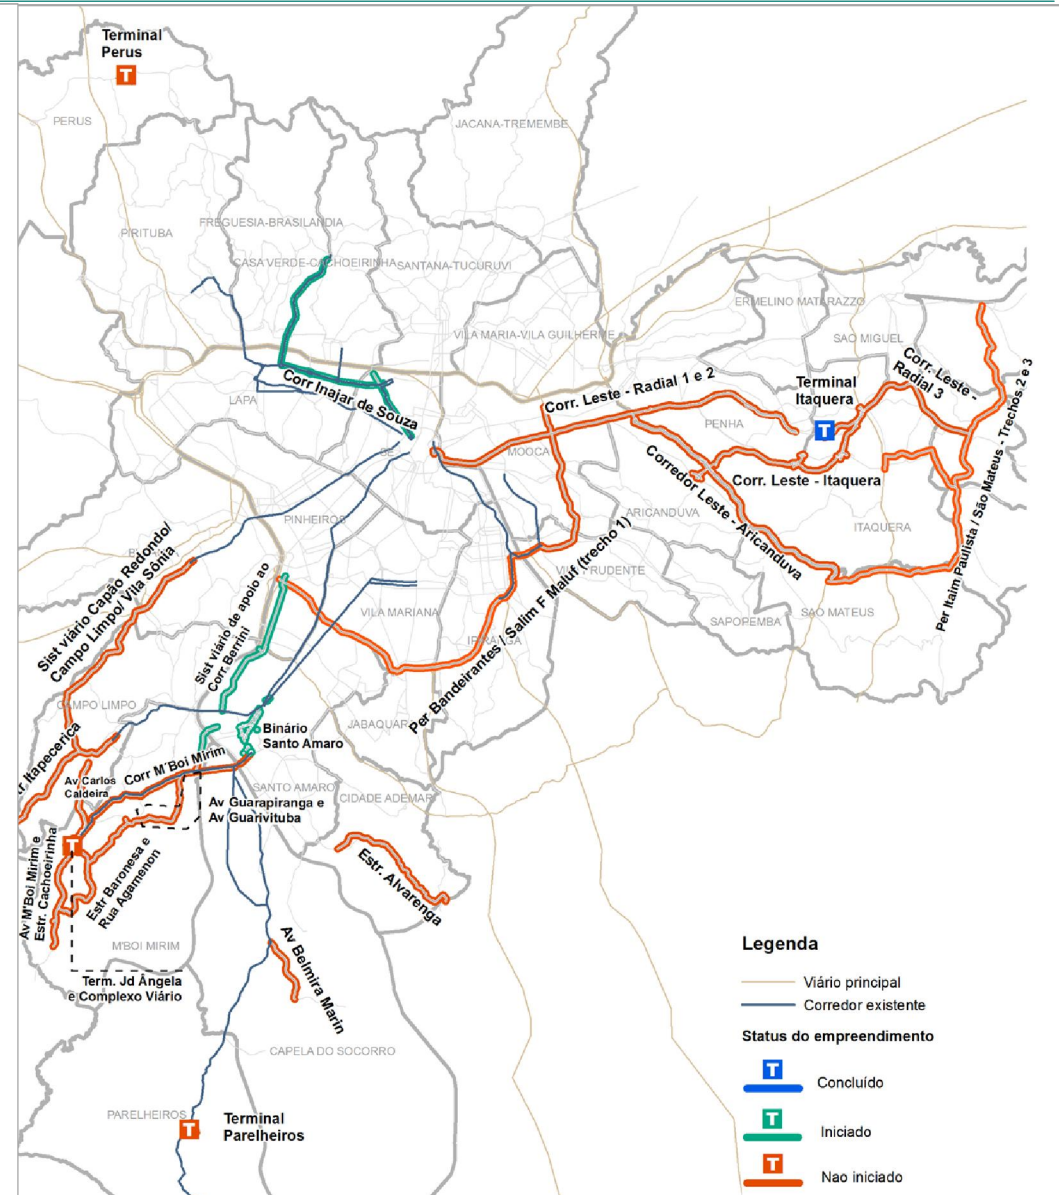 Terminal
Perus
T
PERUS
JACANA-TREMEMBE
FREGUESIA-BRASILANDIA
PIRITUBA
CASA VERDE-CACHOEIRINHA
SANTANA-TUCURUVI
ERMELINO MATARAZZO
VILA MARIA-VILA GUILHERME
SAO MIGUEL
Corr. Leste -
Radial 3
Corr Inajar de Souza
LAPA
Corr. Leste - Radial 1 e 2
Terminal
Itaquera
T
PENHA
SE
MOOCA
Corr. Leste - Itaquera
Corredor Leste - Aricanduva
Per Itaim Paulista / São Mateus - Trechos 2 e 3
ARICANDUVA
ITAQUERA
PINHEIROS
Sist viário Capão Redondo/
Campo Limpo/ Vila Sônia
Sist viário de apoio ao
Corr. Berrini
VILA MARIANA
VILA PRUDENTE
SAPOPEMBA
SAO MATEUS
IPIRANGA
Per Bandeirantes / Salim F Maluf (trecho 1)
CAMPO LIMPO
JABAQUARA
Binário
Santo Amaro
r. Itapecerica
Corr M´Boi Mirim
Av Carlos
Caldeira
SANTO AMARO
CIDADE ADEMAR
Av Guarapiranga e
Av Guarivituba
T
Av M'Boi Mirim e
Estr. Cachoeirinha
Estr Baronesa e
Rua Agamenon
Estr. Alvarenga
M'BOI MIRIM
Av Belmira Marin
Term. Jd Ângela
e Complexo Viário
CAPELA DO SOCORRO
PARELHEIROS
T
Terminal
Parelheiros
Legenda
Viário principal
Corredor existente
Status do empreendimento
T
Concluído
T
Iniciado
T
Nao iniciado